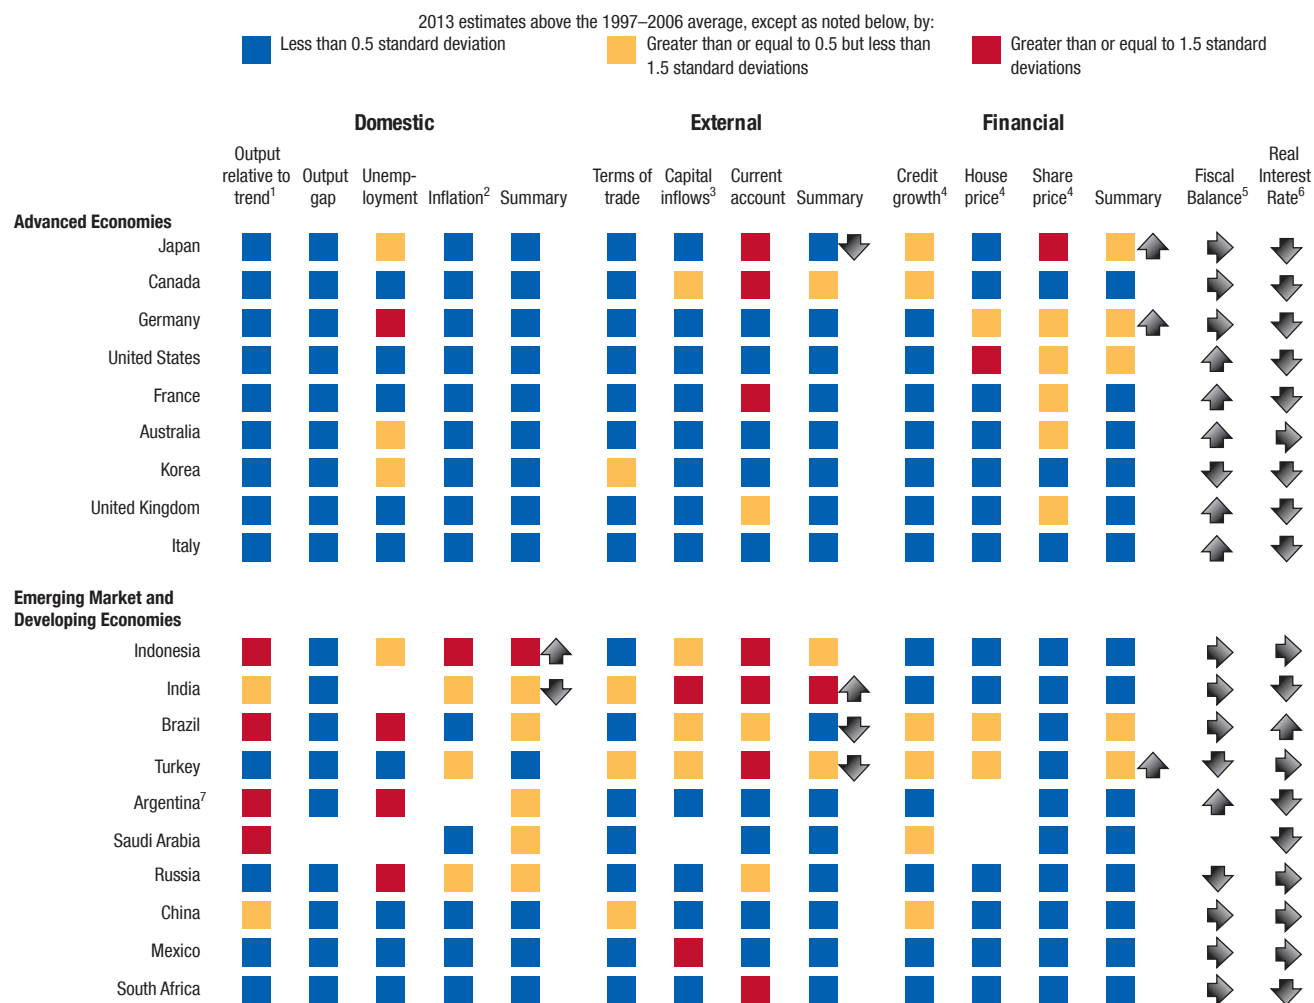 2013 estimates above the 1997–2006 average, except as noted below, by:
Less than 0.5 standard deviation
Greater than or equal to 0.5 but less than
1.5 standard deviations
Greater than or equal to 1.5 standard
deviations
Domestic External Financial
Output
relative to
trend1
Output
gap
Unemp-
loyment
Inflation2
Summary
Terms of
trade
Capital
inflows3
Current
account
Summary
Credit
growth4
House
price4
Share
price4
Summary
Fiscal
Balance5
Real
Interest
Rate6
Advanced Economies
Japan
Canada
Germany
United States
France
Australia
Korea
United Kingdom
Italy
Emerging Market and
Developing Economies
Indonesia
India
Brazil
Turkey
Argentina7
Saudi Arabia
Russia
China
Mexico
South Africa